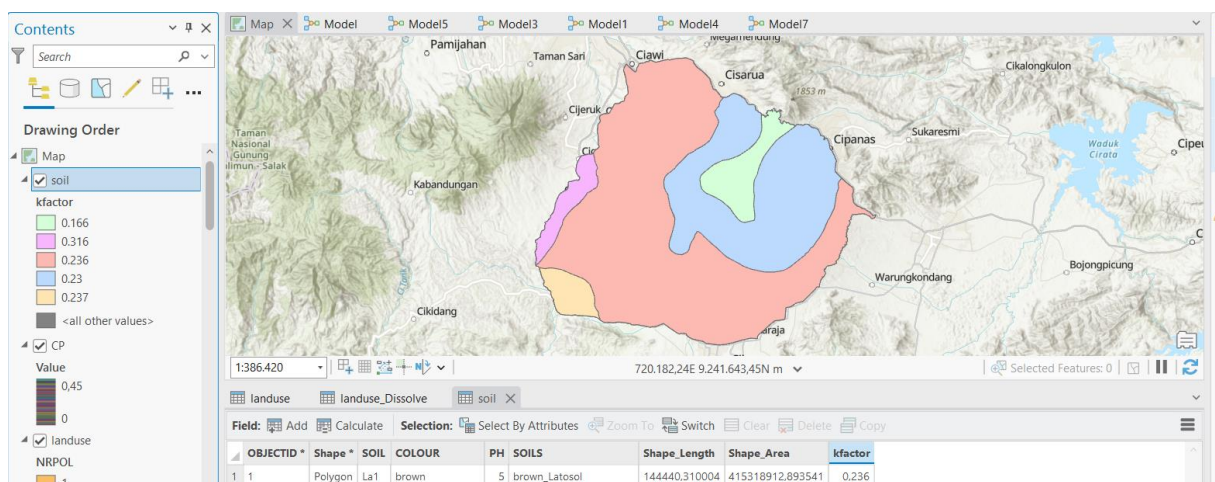 Contents
Search
Drawing Order
Map
soil
kfactor
0.166
0.316
0.236
0.23
0.237
<all other values>
CP
Value
0,45
0
landuse
NRPOL
Map Model Model5 Model3 Model1 Model4 Model7
Pamijahan
Taman Sari
Ciawi
Megamendung
Cisarua
1853 m
Cikalongkulon
Cijeruk
Cipanas
Sukaresmi
Waduk
Cirata
Taman
Nasional
Gunung
Salak
Kabandungan
Bojongpicung
Warungkondang
Cikidang
1:386.420
720.182,24E 9.241.643,45N m
Selected Features: 0
landuse landuse_Dissolve soil
Field: Add Calculate Selection: Select By Attributes Zoom To Switch Clear Delete Copy
OBJECTID * Shape * SOIL COLOUR PH SOILS Shape_Length Shape_Area kfactor
1 1 Polygon La1 brown 5 brown_Latosol 144440,310004 415318912,893541 0,236